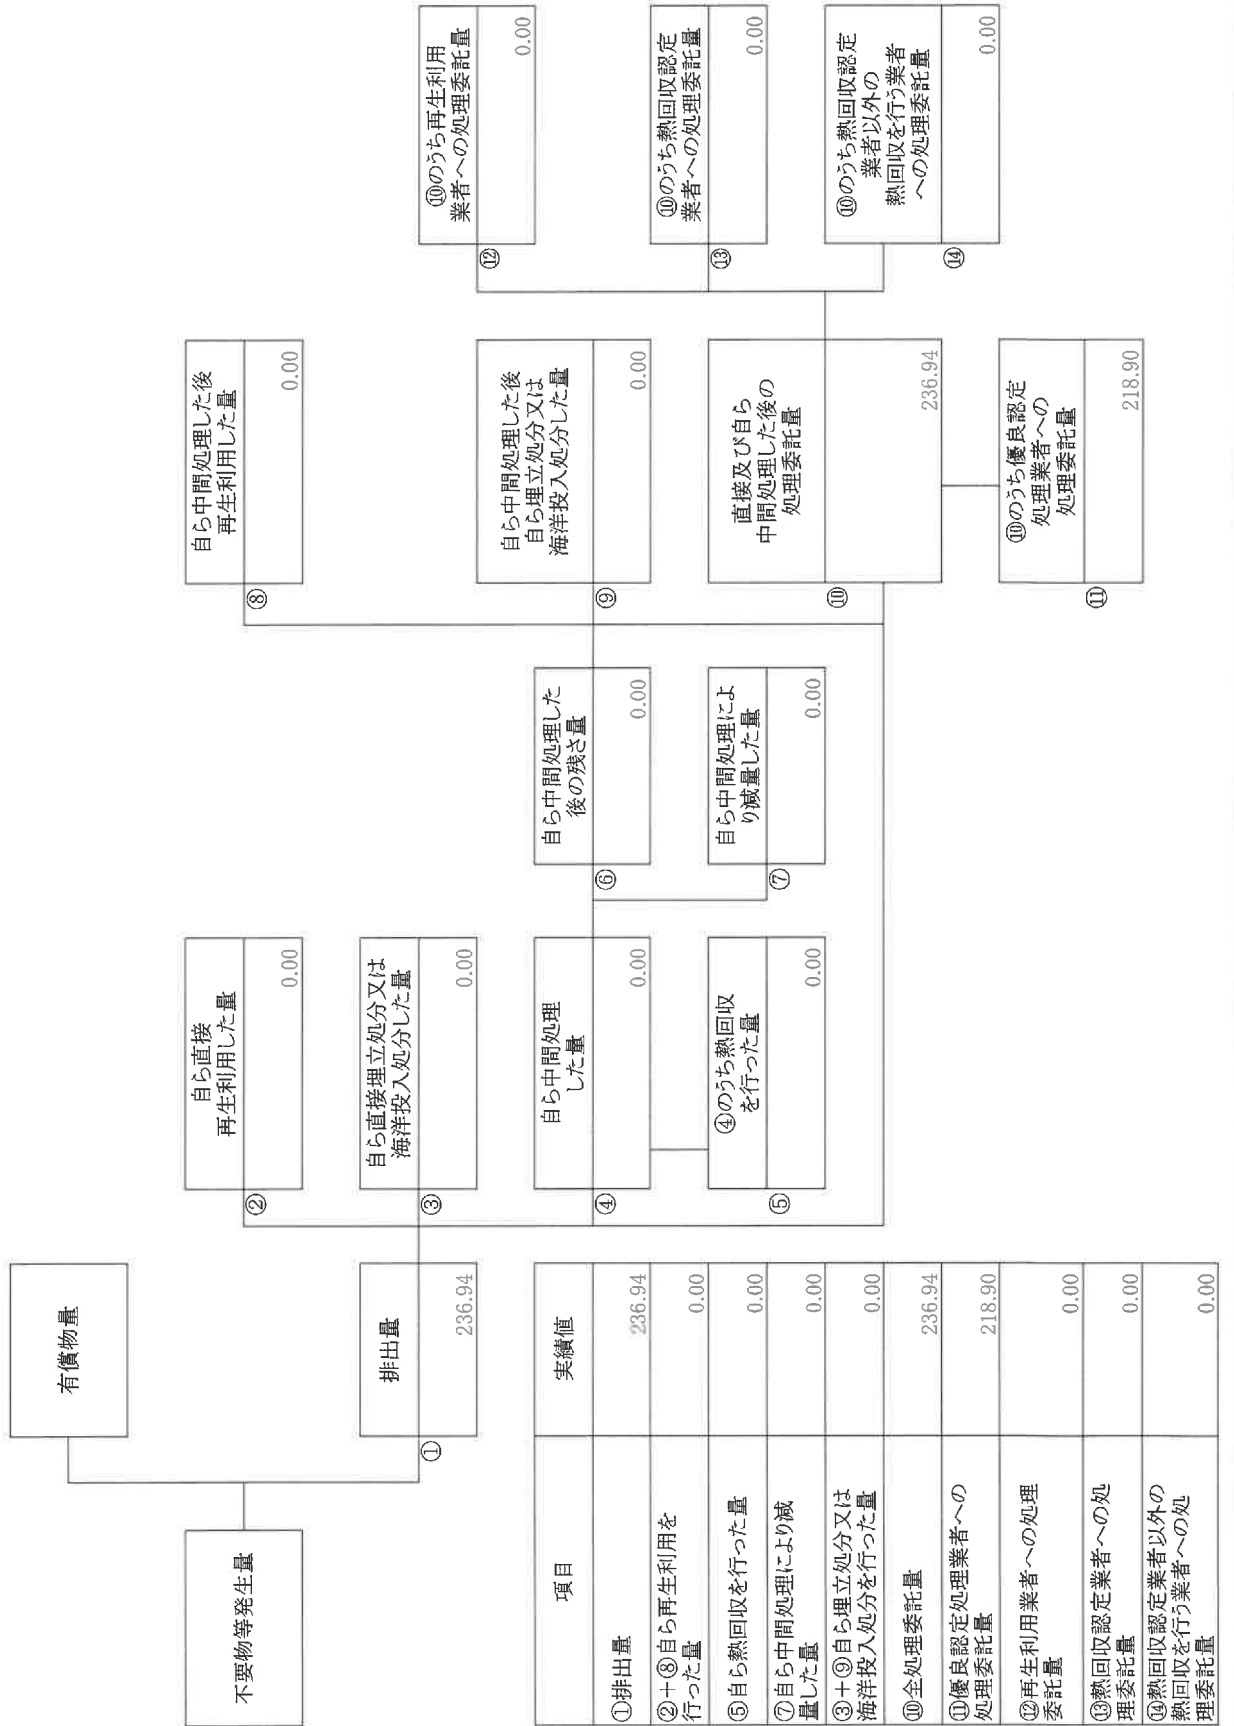 不要物等発生量
有償物量
①
排出量
236.94
②
自ら直接
再生利用した量
0.00
③
自ら直接埋立処分又は
海洋投入処分した量
0.00
④
自ら中間処理
した量
0.00
⑤
④のうち熱回収
を行った量
0.00
⑥
自ら中間処理した
後の残さ量
0.00
⑦
自ら中間処理によ
り減量した量
0.00
⑧
自ら中間処理した後
再生利用した量
0.00
⑨
自ら中間処理した後
自ら埋立処分又は
海洋投入処分した量
0.00
⑩
直接及び自ら
中間処理した後の
処理委託量
236.94
⑪
⑩のうち優良認定
処理業者への
処理委託量
218.90
⑫
⑩のうち再生利用
業者への処理委託量
0.00
⑬
⑩のうち熱回収認定
業者への処理委託量
0.00
⑭
⑩のうち熱回収認定
業者以外の
熱回収を行う業者
への処理委託量
0.00
項目 実績値
①排出量 236.94
②+⑧自ら再生利用を
行った量 0.00
⑤自ら熱回収を行った量 0.00
⑦自ら中間処理により減
量した量 0.00
③+⑨自ら埋立処分又は
海洋投入処分を行った量 0.00
⑩全処理委託量 236.94
⑪優良認定処理業者への
処理委託量 218.90
⑫再生利用業者への処理
委託量 0.00
⑬熱回収認定業者への処
理委託量 0.00
⑭熱回収認定業者以外の
熱回収を行う業者への処
理委託量 0.00